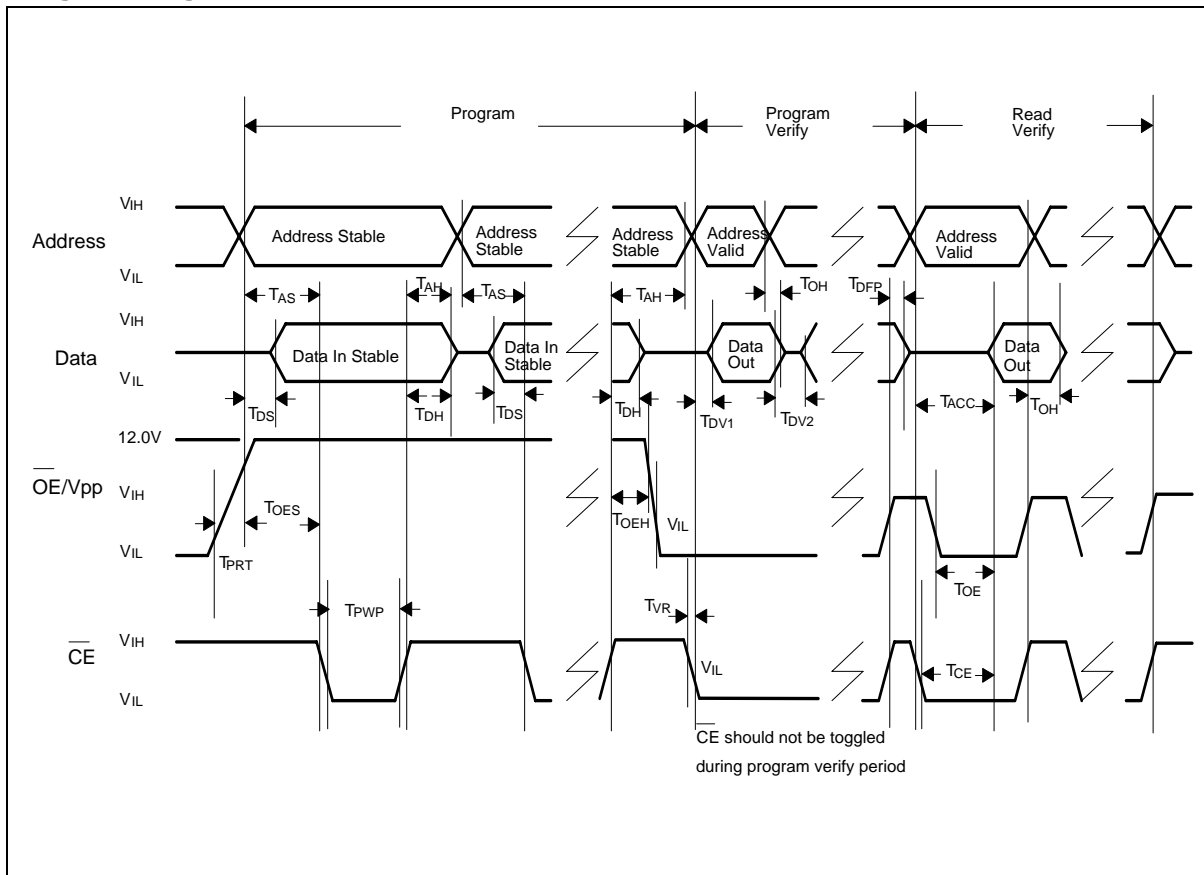 Program
Program
Verify
Read
Verify
Address
VIH
VIL
Address Stable
Address
Stable
Address
Stable
Address
Valid
Address
Valid
TAS
TAH
TAS
TAH
TOH
TDFP
Data
VIH
VIL
Data In Stable
Data In
Stable
Data
Out
Data
Out
TDS
TDH
TDS
TDH
TDV1
TDV2
TACC
TOH
OE/Vpp
12.0V
VIH
VIL
TPRT
TOES
TOEH
VIL
TOE
TPWP
TVR
CE
VIH
VIL
VIL
TCE
CE should not be toggled
during program verify period